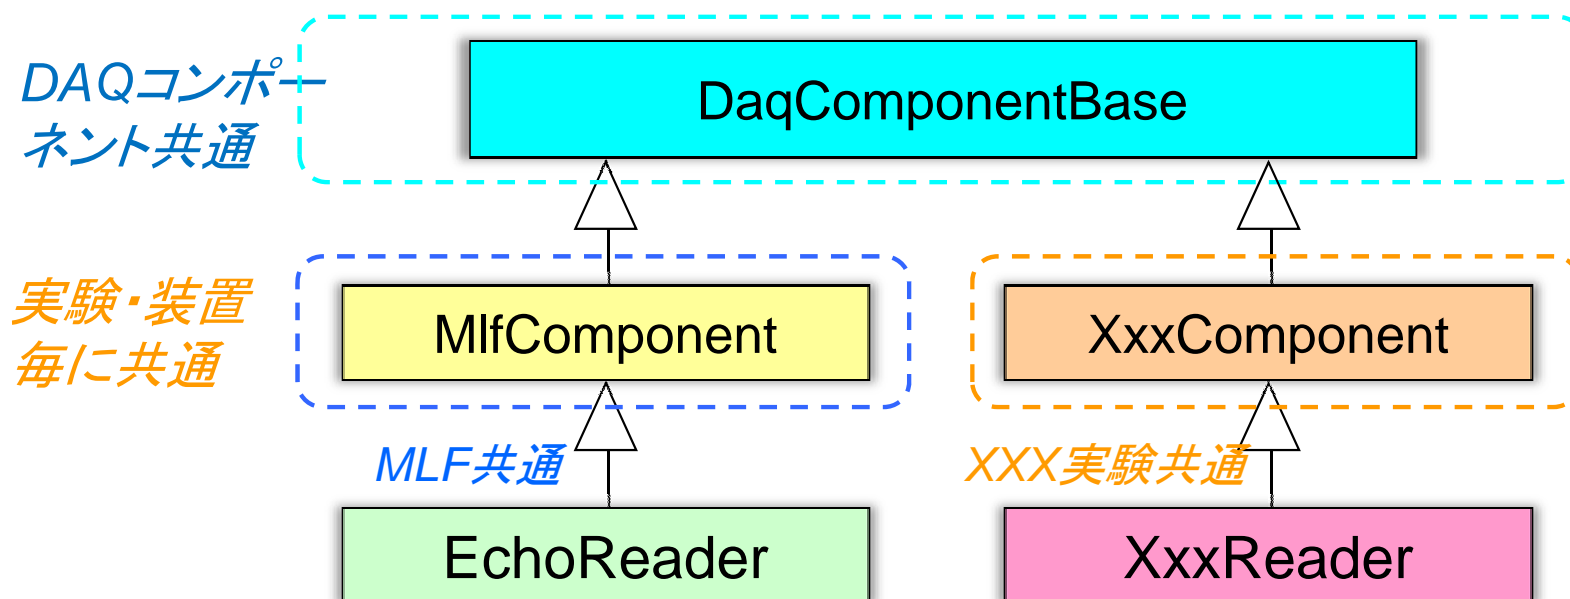 DaqComponentBase
DAQコンポー
ネント共通
実験・装置
毎に共通
MlfComponent
XxxComponent
MLF共通
XXX実験共通
EchoReader
XxxReader